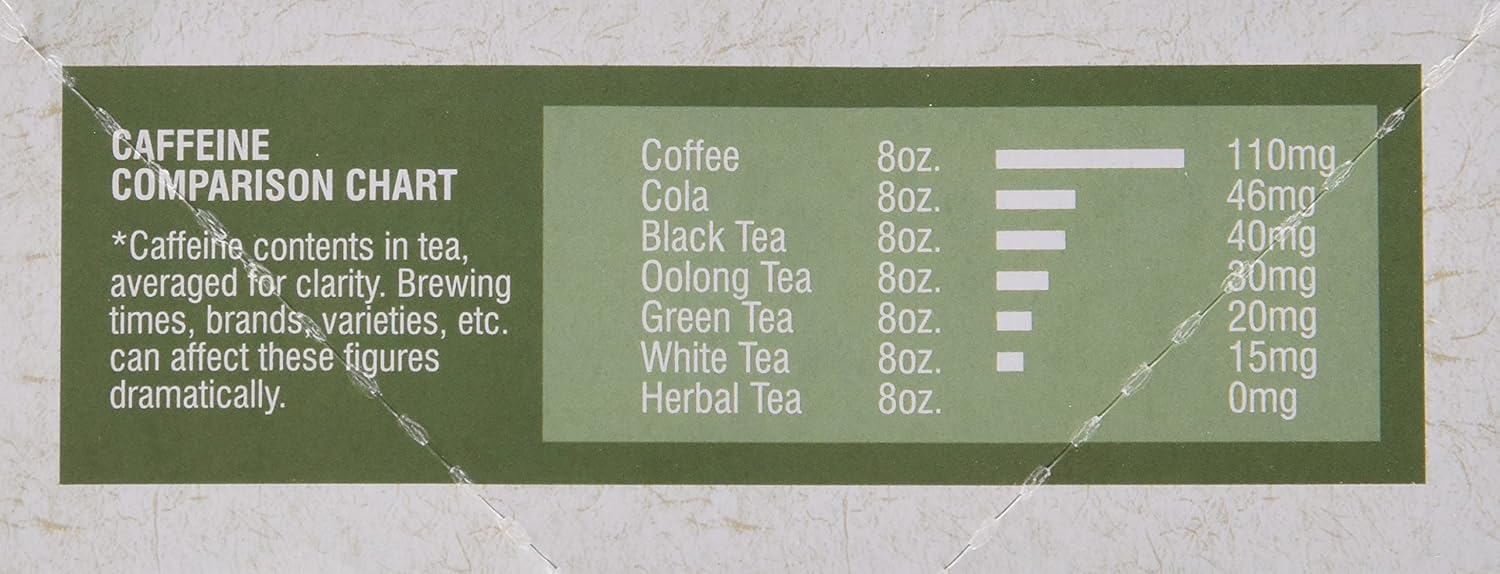 CAFFEINE
COMPARISON CHART
*Caffeine contents in tea,
averaged for clarity. Brewing
times, brands, varieties, etc.
can affect these figures
dramatically.
Coffee 8oz. 110mg
Cola 8oz. 46mg
Black Tea 8oz. 40mg
Oolong Tea 8oz. 30mg
Green Tea 8oz. 20mg
White Tea 8oz. 15mg
Herbal Tea 8oz. 0mg